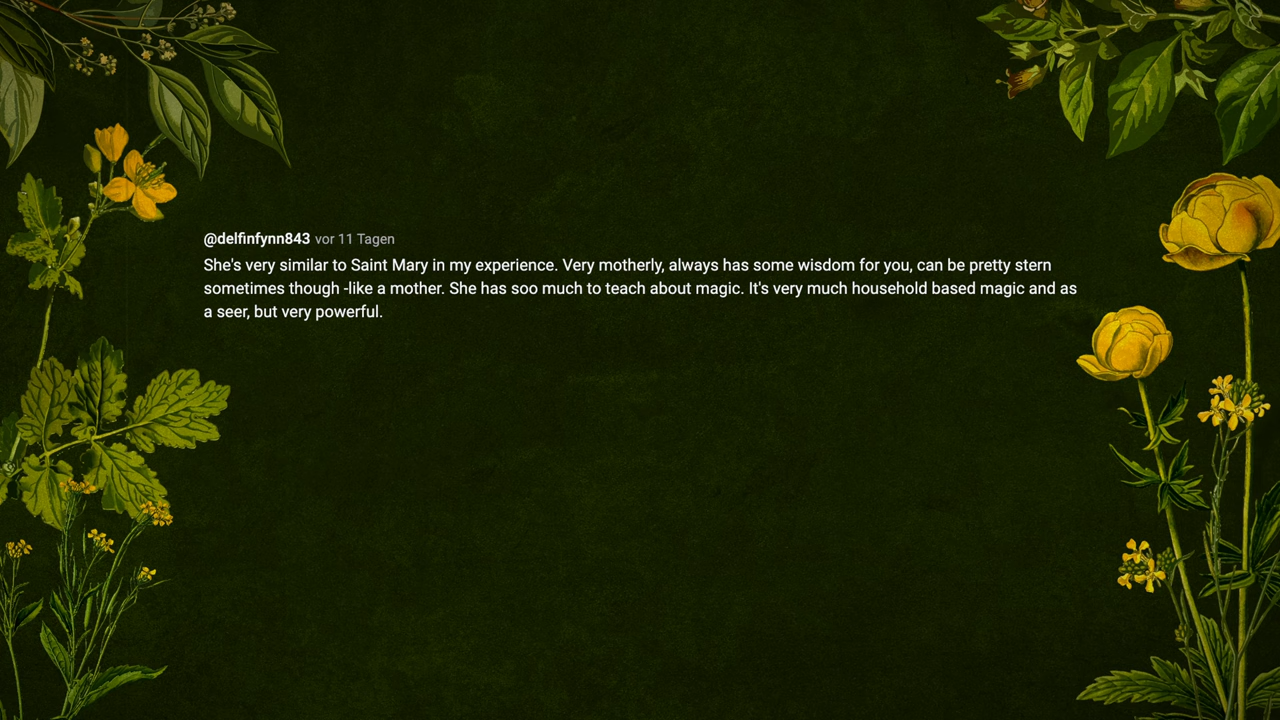 @delfinfynn843 vor 11 Tagen
She's very similar to Saint Mary in my experience. Very motherly, always has some wisdom for you, can be pretty stern
sometimes though -like a mother. She has soo much to teach about magic. It's very much household based magic and as
a seer, but very powerful.